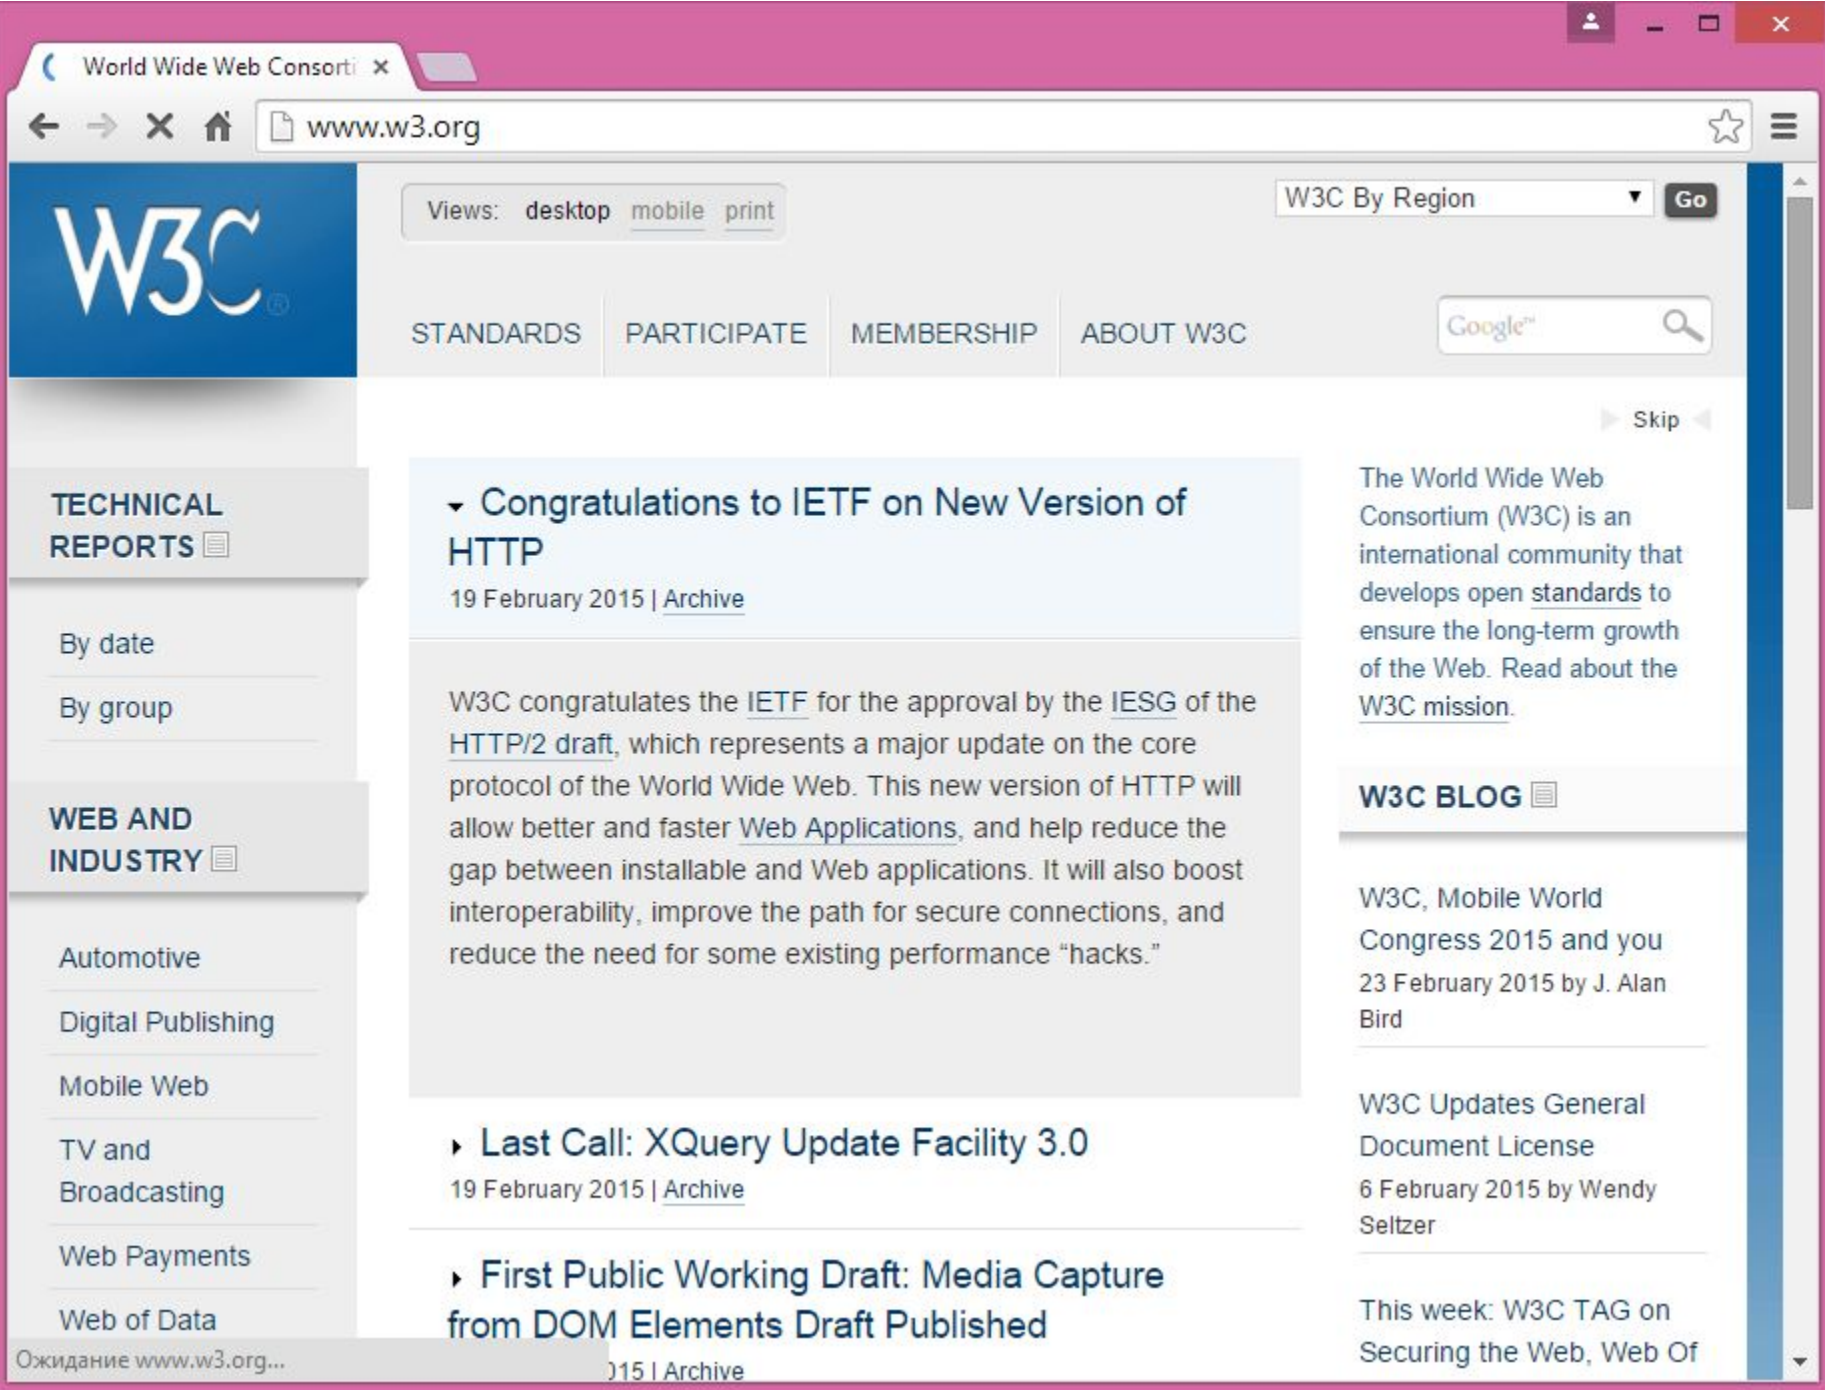 World Wide Web Consorti
www.w3.org
W3C®
Views: desktop mobile print
W3C By Region
Go
STANDARDS
PARTICIPATE
MEMBERSHIP
ABOUT W3C
Google™
Skip
TECHNICAL
REPORTS
By date
By group
WEB AND
INDUSTRY
Automotive
Digital Publishing
Mobile Web
TV and
Broadcasting
Web Payments
Web of Data
Congratulations to IETF on New Version of
HTTP
19 February 2015 | Archive
W3C congratulates the IETF for the approval by the IESG of the
HTTP/2 draft, which represents a major update on the core
protocol of the World Wide Web. This new version of HTTP will
allow better and faster Web Applications, and help reduce the
gap between installable and Web applications. It will also boost
interoperability, improve the path for secure connections, and
reduce the need for some existing performance “hacks.”
Last Call: XQuery Update Facility 3.0
19 February 2015 | Archive
First Public Working Draft: Media Capture
from DOM Elements Draft Published
015 | Archive
The World Wide Web
Consortium (W3C) is an
international community that
develops open standards to
ensure the long-term growth
of the Web. Read about the
W3C mission.
W3C BLOG
W3C, Mobile World
Congress 2015 and you
23 February 2015 by J. Alan
Bird
W3C Updates General
Document License
6 February 2015 by Wendy
Seltzer
This week: W3C TAG on
Securing the Web, Web Of
Ожидание www.w3.org...